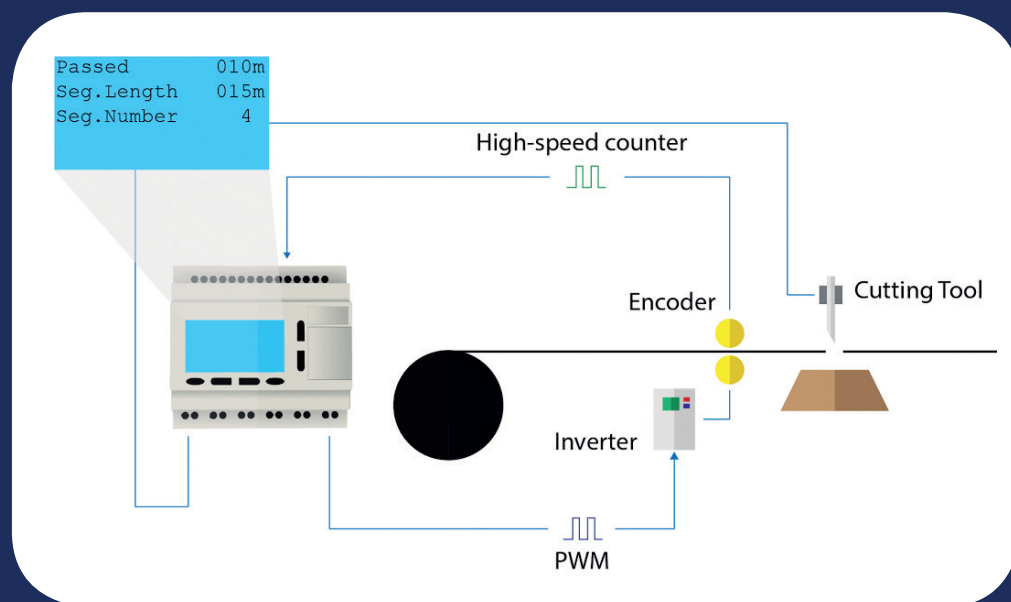 Passed 010m
Seg.Length 015m
Seg.Number 4
High-speed counter
Encoder
Cutting Tool
Inverter
PWM